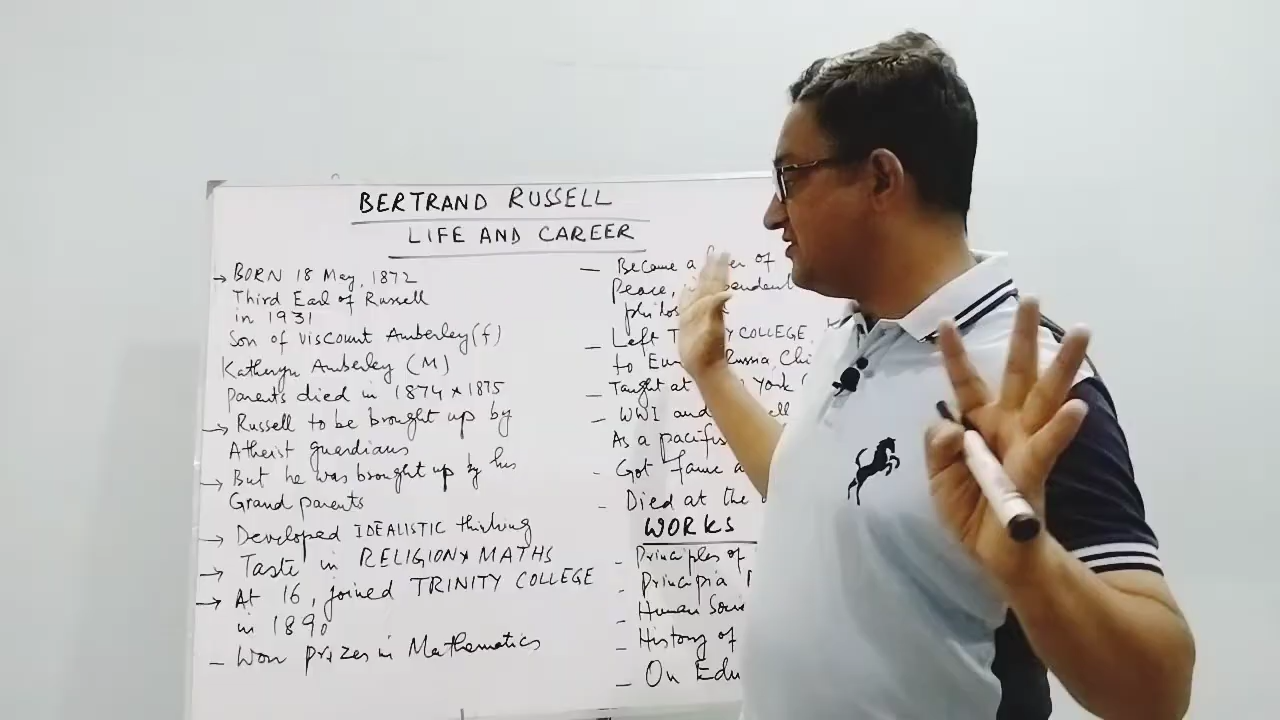 BERTRAND RUSSELL
LIFE AND CAREER
→ BORN 18 May, 1872
Third Earl of Russell
in 1931
Son of Viscount Amberley (f)
Katheryn Amberley (M)
parents died in 1874 & 1875
→ Russell to be brought up by
Atheist guardians
→ But he was brought up by his
Grand parents
→ Developed IDEALISTIC thinking
→ Taste in RELIGION & MATHS
→ At 16, joined TRINITY COLLEGE
in 1890
- Won prizes in Mathematics
- Became a of
Peace,
- Left COLLEGE,
to Russia,
- Taught at York
- WWI and
As a
- Got fame
- Died at the
WORKS
- Principles of
- Principia
- Human
- History of
- On